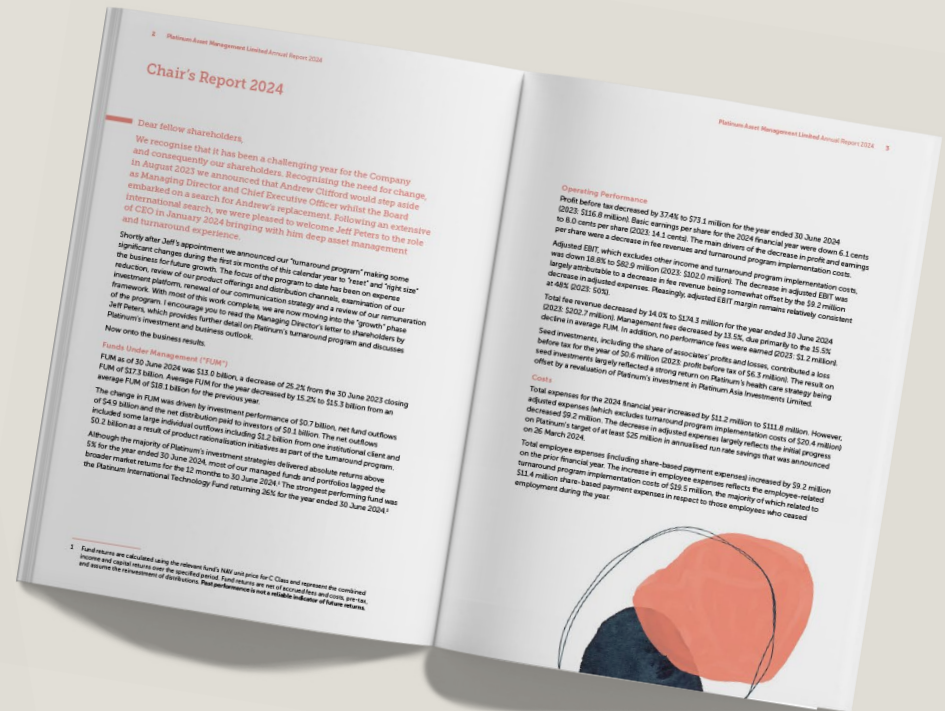 2 Platinum Asset Management Limited Annual Report 2024
Chair's Report 2024
Dear fellow shareholders,
We recognise that it has been a challenging year for the Company
and consequently our shareholders. Recognising the need for change,
in August 2023 we announced that Andrew Clifford would step aside
as Managing Director and Chief Executive Officer whilst the Board
embarked on a search for Andrew's replacement. Following an extensive
international search, we were pleased to welcome Jeff Peters to the role
of CEO in January 2024 bringing with him deep asset management
and turnaround experience.
Shortly after Jeff's appointment we announced our "turnaround program" making some
significant changes during the first six months of this calendar year to "reset" and "right size"
the business for future growth. The focus of the program to date has been on expense
reduction, review of our product offerings and distribution channels, examination of our
investment platform, renewal of our communication strategy and a review of our remuneration
framework. With most of this work complete, we are now moving into the "growth" phase
of the program. I encourage you to read the Managing Director's letter to shareholders by
Jeff Peters, which provides further detail on Platinum's turnaround program and discusses
Platinum's investment and business outlook.
Now onto the business results.
Funds Under Management ("FUM")
FUM as of 30 June 2024 was $13.0 billion, a decrease of 25.2% from the 30 June 2023 closing
FUM of $17.3 billion. Average FUM for the year decreased by 15.2% to $15.3 billion from an
average FUM of $18.1 billion for the previous year.
The change in FUM was driven by investment performance of $0.7 billion, net fund outflows
of $4.9 billion and the net distribution paid to investors of $0.1 billion. The net outflows
included some large individual outflows including $1.2 billion from one institutional client and
$0.2 billion as a result of product rationalisation initiatives as part of the turnaround program.
Although the majority of Platinum's investment strategies delivered absolute returns above
5% for the year ended 30 June 2024, most of our managed funds and portfolios lagged the
broader market returns for the 12 months to 30 June 2024.¹ The strongest performing fund was
the Platinum International Technology Fund returning 26% for the year ended 30 June 2024.¹
1 Fund returns are calculated using the relevant fund's NAV unit price for C Class and represent the combined
income and capital returns over the specified period. Fund returns are net of accrued fees and costs, pre-tax,
and assume the reinvestment of distributions. Past performance is not a reliable indicator of future returns.
Platinum Asset Management Limited Annual Report 2024
Operating Performance
Profit before tax decreased by 37.4% to $73.1 million for the year ended 30 June 2024
(2023: $116.8 million). Basic earnings per share for the 2024 financial year were down 6.1 cents
to 8.0 cents per share (2023: 14.1 cents). The main drivers of the decrease in profit and earnings
per share were a decrease in fee revenues and turnaround program implementation costs.
Adjusted EBIT, which excludes other income and turnaround program implementation costs,
was down 18.8% to $82.9 million (2023: $102.0 million). The decrease in adjusted EBIT was
largely attributable to a decrease in fee revenue being somewhat offset by the $9.2 million
decrease in adjusted expenses. Pleasingly, adjusted EBIT margin remains relatively consistent
at 48% (2023: 50%).
Total fee revenue decreased by 14.0% to $174.3 million for the year ended 30 June 2024
(2023: $202.7 million). Management fees decreased by 13.5%, due primarily to the 15.5%
decline in average FUM. In addition, no performance fees were earned (2023: $1.2 million).
Seed investments, including the share of associates' profits and losses, contributed a loss
before tax for the year of $0.6 million (2023: profit before tax of $6.3 million). The result on
seed investments largely reflected a strong return on Platinum's health care strategy being
offset by a revaluation of Platinum's investment in Platinum Asia Investments Limited.
Costs
Total expenses for the 2024 financial year increased by $11.2 million to $111.8 million. However,
adjusted expenses (which excludes turnaround program implementation costs of $20.4 million)
decreased $9.2 million. The decrease in adjusted expenses largely reflects the initial progress
on Platinum's target of at least $25 million in annualised run rate savings that was announced
on 26 March 2024.
Total employee expenses (including share-based payment expenses) increased by $9.2 million
on the prior financial year. The increase in employee expenses reflects the employee-related
turnaround program implementation costs of $19.5 million, the majority of which related to
$11.4 million share-based payment expenses in respect to those employees who ceased
employment during the year.